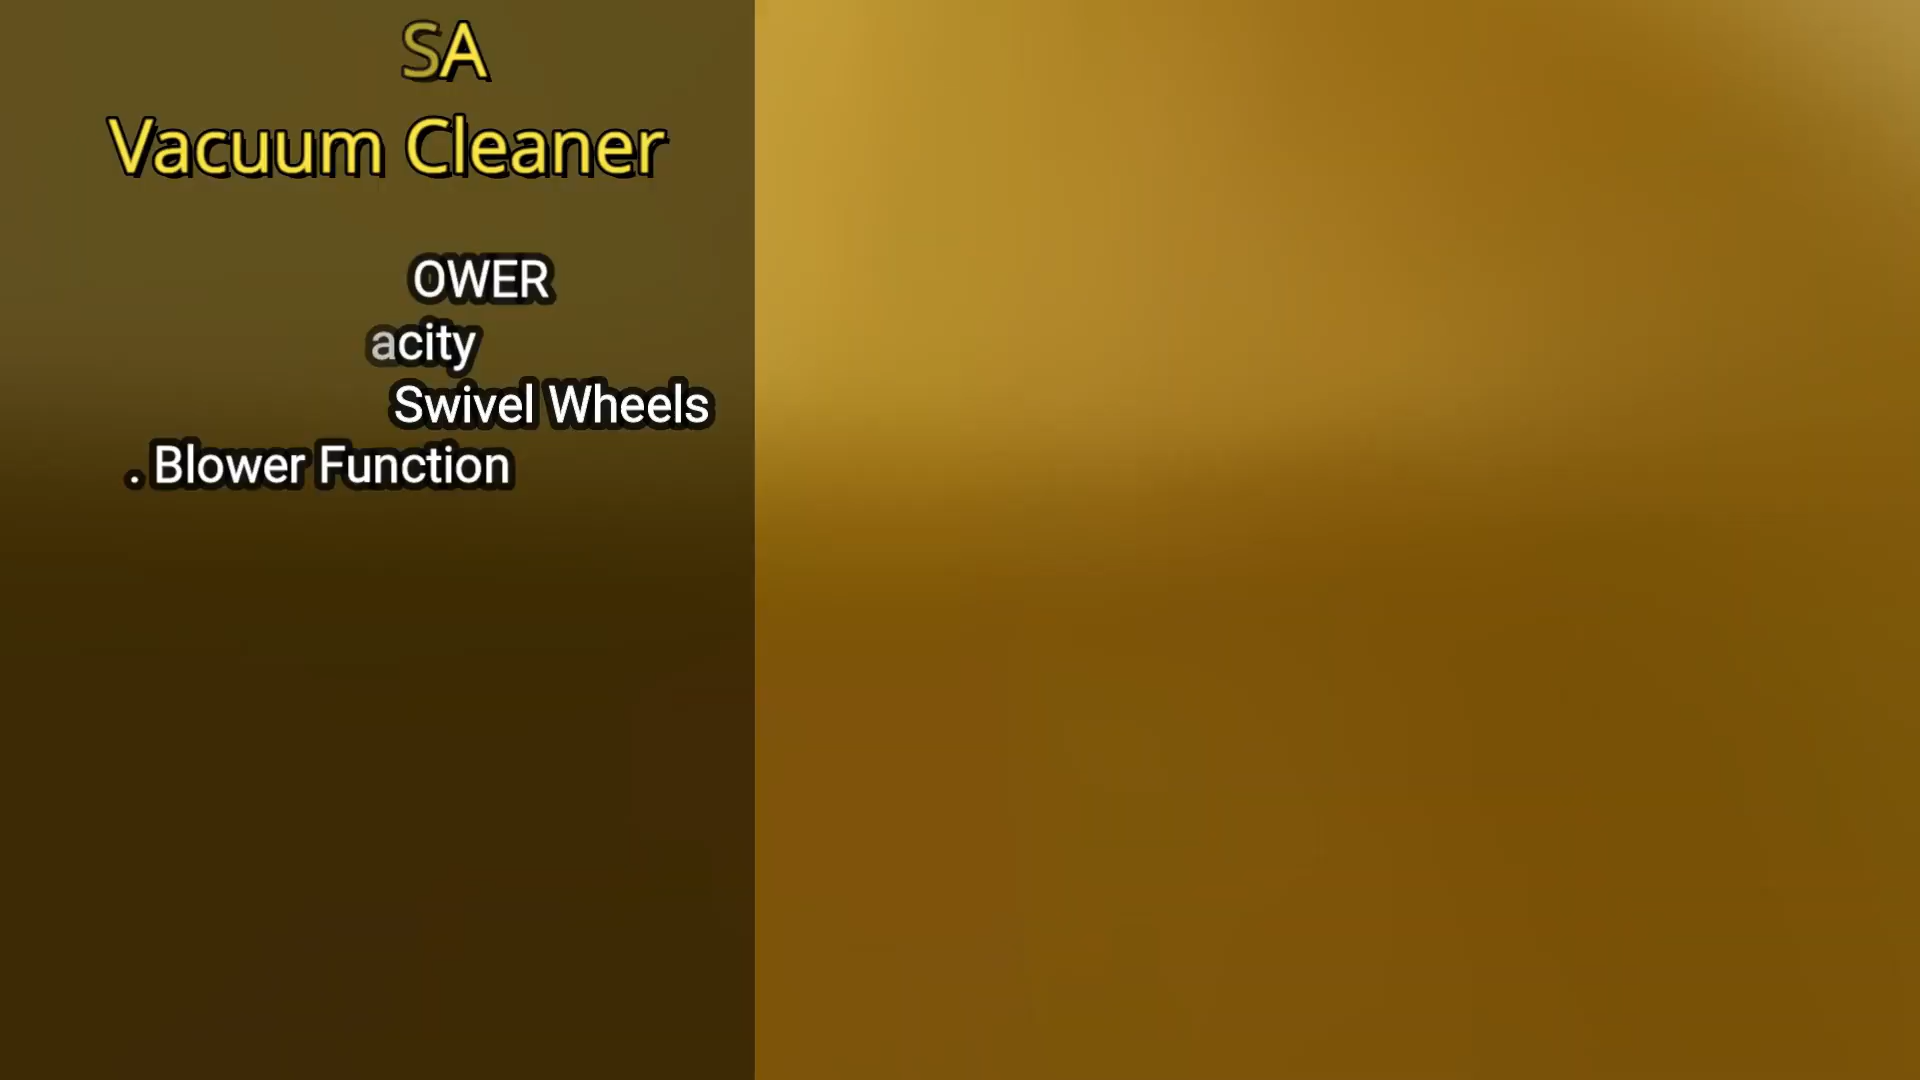 SA
Vacuum Cleaner
OWER
acity
Swivel Wheels
. Blower Function